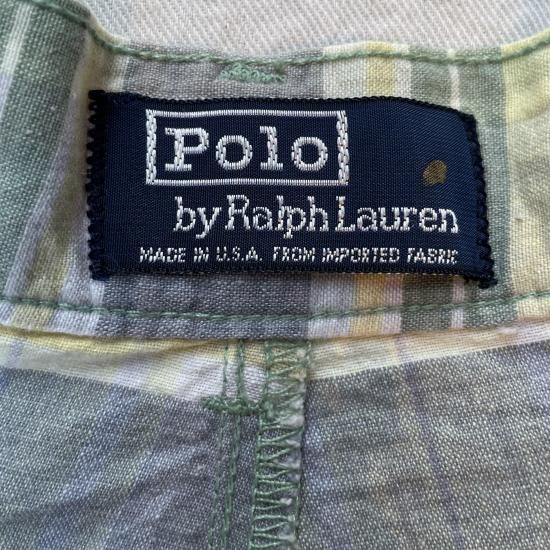 Polo
by Ralph Lauren
MADE IN U.S.A. FROM IMPORTED FABRIC